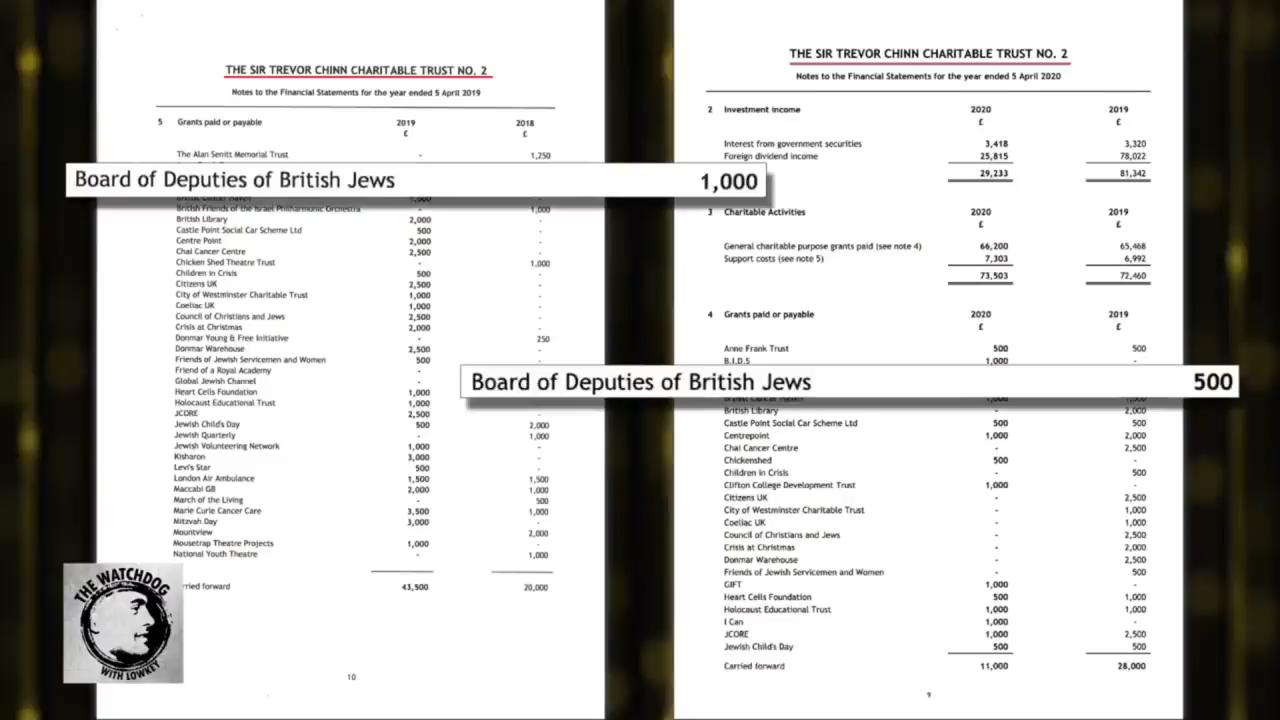 THE SIR TREVOR CHINN CHARITABLE TRUST NO. 2
Notes to the Financial Statements for the year ended 5 April 2019
5 Grants paid or payable 2019 2018
£ £
The Alan Senitt Memorial Trust - 1,250
Board of Deputies of British Jews 1,000
British Friends of the Israel Philharmonic Orchestra - 1,000
British Library 2,000 -
Castle Point Social Car Scheme Ltd 500 -
Centre Point 2,000 -
Chai Cancer Centre 2,500 -
Chicken Shed Theatre Trust - 1,000
Children in Crisis 500 -
Citizens UK 2,500 -
City of Westminster Charitable Trust 1,000 -
Coeliac UK 1,000 -
Council of Christians and Jews 2,500 -
Crisis at Christmas 2,000 -
Donmar Young & Free Initiative - 250
Donmar Warehouse 2,500 -
Friends of Jewish Servicemen and Women 500
Friend of a Royal Academy -
Global Jewish Channel -
Heart Cells Foundation 1,000
Holocaust Educational Trust 1,000
JCORE 2,500 -
Jewish Child's Day 500 2,000
Jewish Quarterly - 1,000
Jewish Volunteering Network 1,000 -
Kisharon 3,000 -
Levi's Star 500 -
London Air Ambulance 1,500 1,500
Maccabi GB 2,000 1,000
March of the Living - 500
Marie Curie Cancer Care 3,500 1,000
Mitzvah Day 3,000 -
Mountview - 2,000
Mousetrap Theatre Projects 1,000 -
National Youth Theatre - 1,000
rried forward 43,500 20,000
10
THE WATCHDOG
WITH LOWKEY
THE SIR TREVOR CHINN CHARITABLE TRUST NO. 2
Notes to the Financial Statements for the year ended 5 April 2020
2 Investment income 2020 2019
£ £
Interest from government securities 3,418 3,320
Foreign dividend income 25,815 78,022
29,233 81,342
3 Charitable Activities 2020 2019
£ £
General charitable purpose grants paid (see note 4) 66,200 65,468
Support costs (see note 5) 7,303 6,992
73,503 72,460
4 Grants paid or payable 2020 2019
£ £
Anne Frank Trust 500 500
B.I.D.S 1,000 -
Board of Deputies of British Jews 500
British Library - 2,000
Castle Point Social Car Scheme Ltd 500 500
Centrepoint 1,000 2,000
Chai Cancer Centre - 2,500
Chickenshed 500 -
Children in Crisis - 500
Clifton College Development Trust 1,000 -
Citizens UK - 2,500
City of Westminster Charitable Trust - 1,000
Coeliac UK - 1,000
Council of Christians and Jews - 2,500
Crisis at Christmas - 2,000
Donmar Warehouse - 2,500
Friends of Jewish Servicemen and Women - 500
GIFT 1,000 -
Heart Cells Foundation 500 1,000
Holocaust Educational Trust 1,000 1,000
I Can 1,000 -
JCORE 1,000 2,500
Jewish Child's Day 500 500
Carried forward 11,000 28,000
9